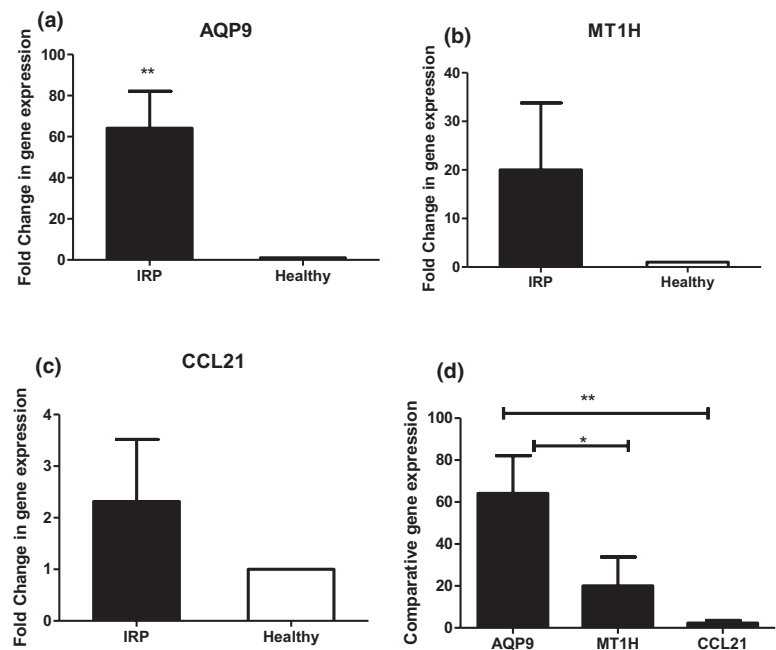 (a)
AQP9
Fold Change in gene expression
100
80
60
40
20
0
**
IRP
Healthy
(b)
MT1H
Fold Change in gene expression
40
30
20
10
0
IRP
Healthy
(c)
CCL21
Fold Change in gene expression
4
3
2
1
0
IRP
Healthy
(d)
Comparative gene expression
100
80
60
40
20
0
**
*
AQP9
MT1H
CCL21